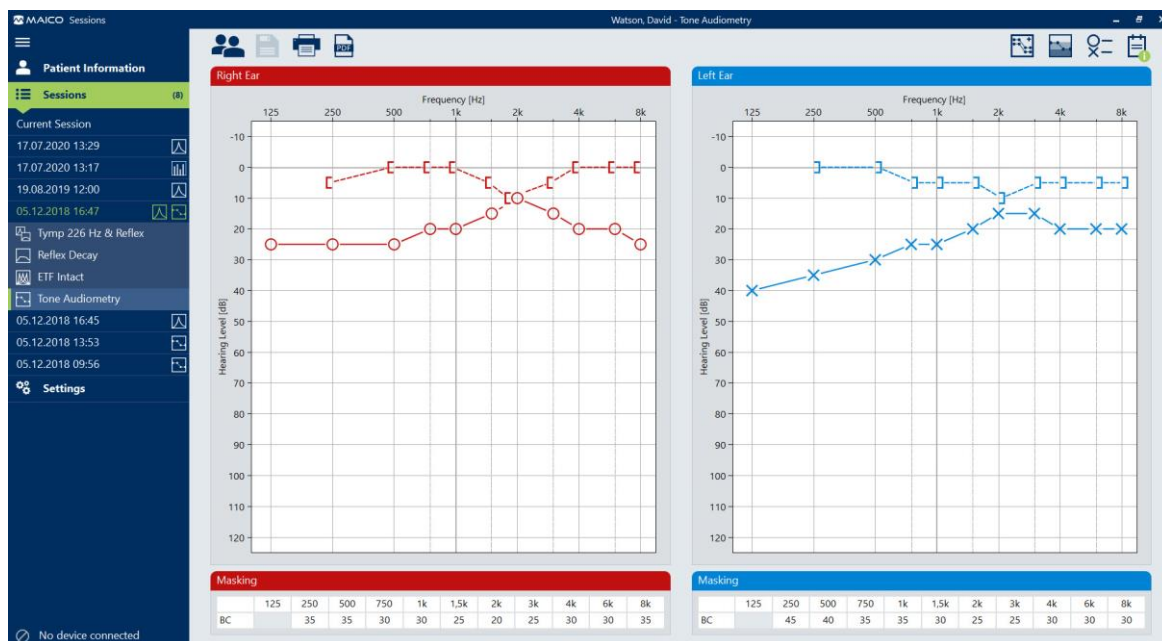 MAICO Sessions
Watson, David - Tone Audiometry
Patient Information
Sessions (8)
Current Session
17.07.2020 13:29
17.07.2020 13:17
19.08.2019 12:00
05.12.2018 16:47
Tymp 226 Hz & Reflex
Reflex Decay
ETF Intact
Tone Audiometry
05.12.2018 16:45
05.12.2018 13:53
05.12.2018 09:56
Settings
No device connected
PDF
Right Ear
Frequency [Hz]
125 250 500 1k 2k 4k 8k
Hearing Level [dB]
-10
0
10
20
30
40
50
60
70
80
90
100
110
120
Masking
125 250 500 750 1k 1,5k 2k 3k 4k 6k 8k
BC 35 35 30 30 25 20 25 30 30 35
Left Ear
Frequency [Hz]
125 250 500 1k 2k 4k 8k
Hearing Level [dB]
-10
0
10
20
30
40
50
60
70
80
90
100
110
120
Masking
125 250 500 750 1k 1,5k 2k 3k 4k 6k 8k
BC 45 40 35 35 30 25 25 30 30 30